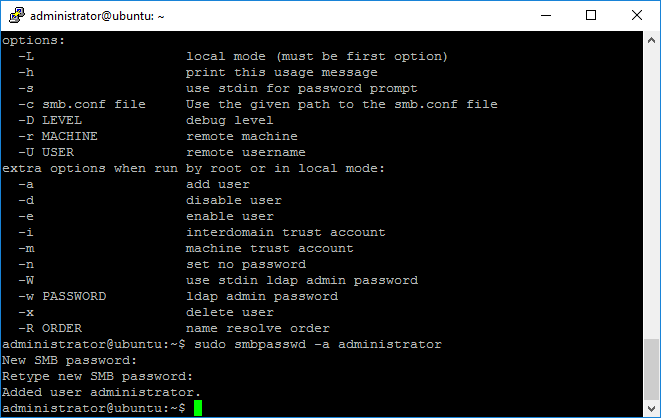 administrator@ubuntu: ~
options:
  -L                   local mode (must be first option)
  -h                   print this usage message
  -s                   use stdin for password prompt
  -c smb.conf file     Use the given path to the smb.conf file
  -D LEVEL             debug level
  -r MACHINE           remote machine
  -U USER              remote username
extra options when run by root or in local mode:
  -a                   add user
  -d                   disable user
  -e                   enable user
  -i                   interdomain trust account
  -m                   machine trust account
  -n                   set no password
  -W                   use stdin ldap admin password
  -w PASSWORD          ldap admin password
  -x                   delete user
  -R ORDER             name resolve order
administrator@ubuntu:~$ sudo smbpasswd -a administrator
New SMB password:
Retype new SMB password:
Added user administrator.
administrator@ubuntu:~$